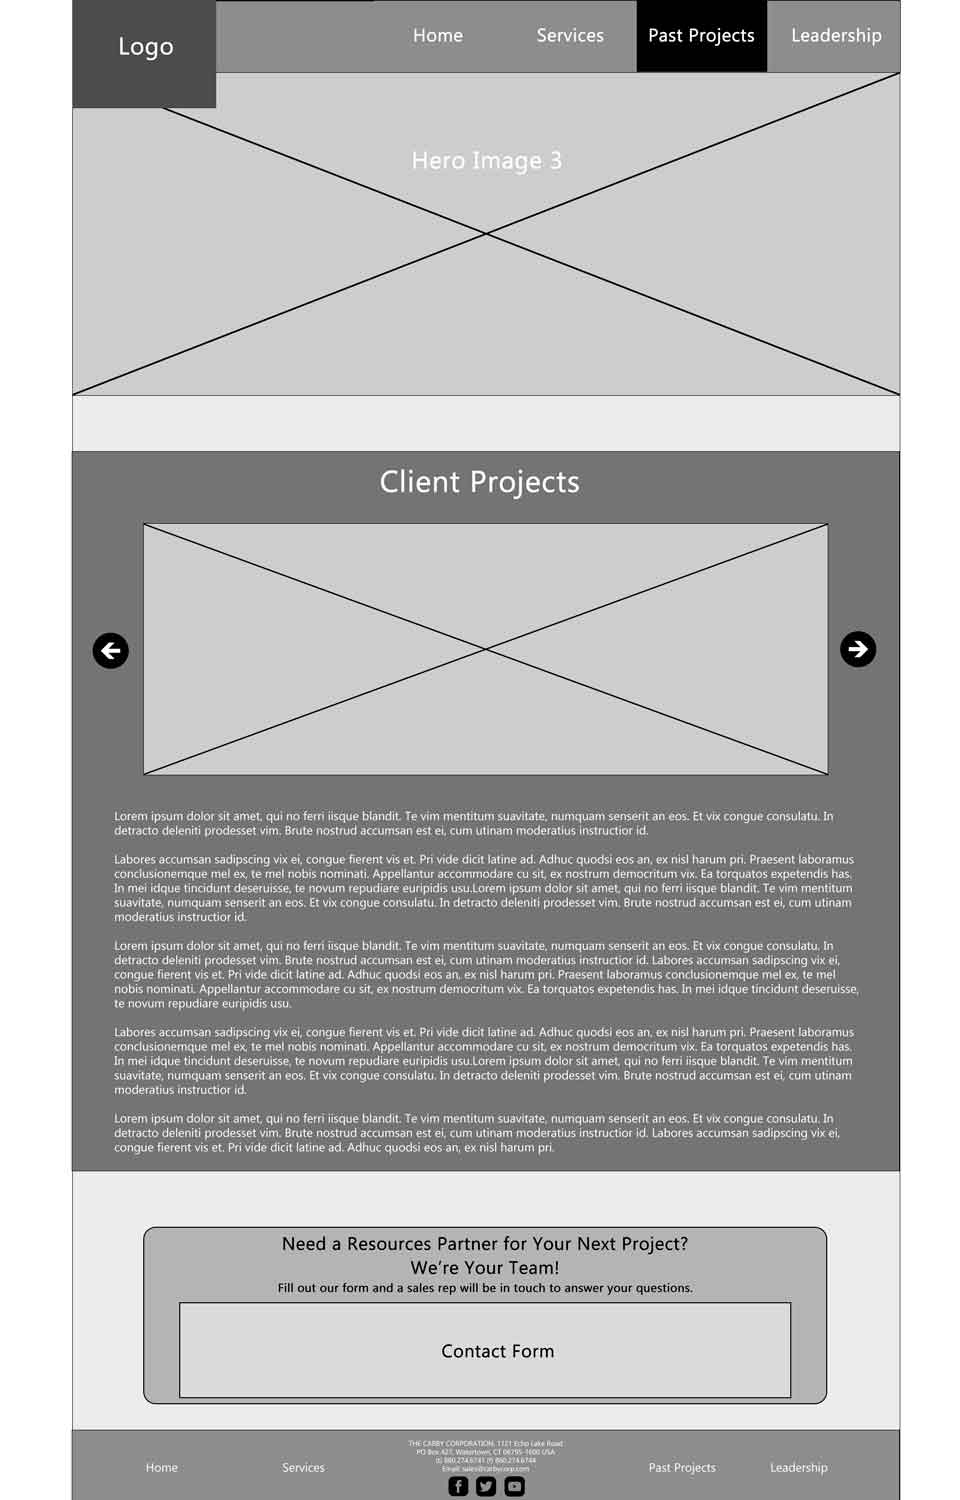 Logo
Home
Services
Past Projects
Leadership
Hero Image 3
Client Projects
Lorem ipsum dolor sit amet, qui no ferri iisque blandit. Te vim mentitum suavitate, numquam senserit an eos. Et vix congue consulatu. In
detracto deleniti prodesset vim. Brute nostrud accumsan est ei, cum utinam moderatius instructior id.
Labores accumsan sadipscing vix ei, congue fierent vis et. Pri vide dicit latine ad. Adhuc quodsi eos an, ex nisl harum pri. Praesent laboramus
conclusionemque mel ex, te mel nobis nominati. Appellantur accommodare cu sit, ex nostrum democritum vix. Ea torquatos expetendis has.
In mei idque tincidunt deseruisse, te novum repudiare euripidis usu.Lorem ipsum dolor sit amet, qui no ferri iisque blandit. Te vim mentitum
suavitate, numquam senserit an eos. Et vix congue consulatu. In detracto deleniti prodesset vim. Brute nostrud accumsan est ei, cum utinam
moderatius instructior id.
Lorem ipsum dolor sit amet, qui no ferri iisque blandit. Te vim mentitum suavitate, numquam senserit an eos. Et vix congue consulatu. In
detracto deleniti prodesset vim. Brute nostrud accumsan est ei, cum utinam moderatius instructior id. Labores accumsan sadipscing vix ei,
congue fierent vis et. Pri vide dicit latine ad. Adhuc quodsi eos an, ex nisl harum pri. Praesent laboramus conclusionemque mel ex, te mel
nobis nominati. Appellantur accommodare cu sit, ex nostrum democritum vix. Ea torquatos expetendis has. In mei idque tincidunt deseruisse,
te novum repudiare euripidis usu.
Labores accumsan sadipscing vix ei, congue fierent vis et. Pri vide dicit latine ad. Adhuc quodsi eos an, ex nisl harum pri. Praesent laboramus
conclusionemque mel ex, te mel nobis nominati. Appellantur accommodare cu sit, ex nostrum democritum vix. Ea torquatos expetendis has.
In mei idque tincidunt deseruisse, te novum repudiare euripidis usu.Lorem ipsum dolor sit amet, qui no ferri iisque blandit. Te vim mentitum
suavitate, numquam senserit an eos. Et vix congue consulatu. In detracto deleniti prodesset vim. Brute nostrud accumsan est ei, cum utinam
moderatius instructior id.
Lorem ipsum dolor sit amet, qui no ferri iisque blandit. Te vim mentitum suavitate, numquam senserit an eos. Et vix congue consulatu. In
detracto deleniti prodesset vim. Brute nostrud accumsan est ei, cum utinam moderatius instructior id. Labores accumsan sadipscing vix ei,
congue fierent vis et. Pri vide dicit latine ad. Adhuc quodsi eos an, ex nisl harum pri.
Need a Resources Partner for Your Next Project?
We're Your Team!
Fill out our form and a sales rep will be in touch to answer your questions.
Contact Form
THE CARBY CORPORATION, 1121 Echo Lake Road
PO Box 427, Watertown, CT 06795-1600 USA
(t) 860.274.6741 (f) 860.274.6744
Email: sales@carbycorp.com
Home
Services
Past Projects
Leadership